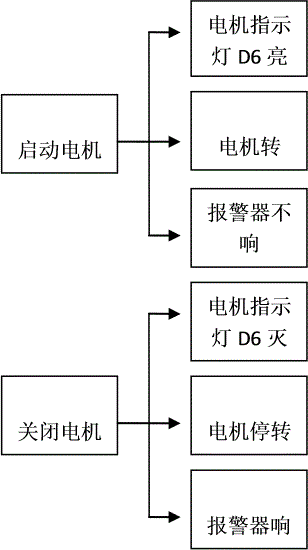 启动电机
电机指示
灯 D6 亮
电机转
报警器不
响
关闭电机
电机指示
灯 D6 灭
电机停转
报警器响